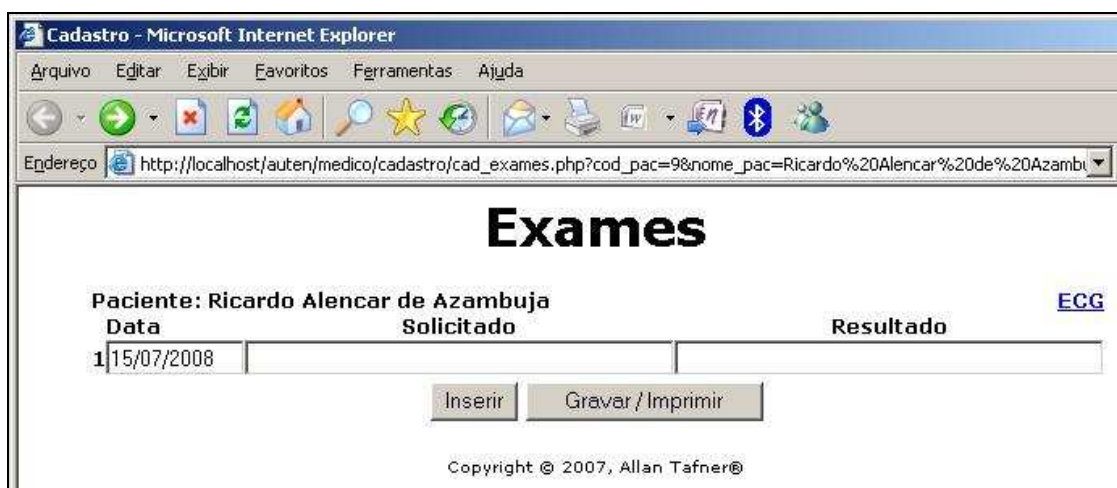 Cadastro - Microsoft Internet Explorer
Arquivo Editar Exibir Favoritos Ferramentas Ajuda
Endereço http://localhost/auten/medico/cadastro/cad_exames.php?cod_pac=9&nome_pac=Ricardo%20Alencar%20de%20Azambu
Exames
Paciente: Ricardo Alencar de Azambuja ECG
Data Solicitado Resultado
1 15/07/2008
Inserir Gravar / Imprimir
Copyright © 2007, Allan Tafner®